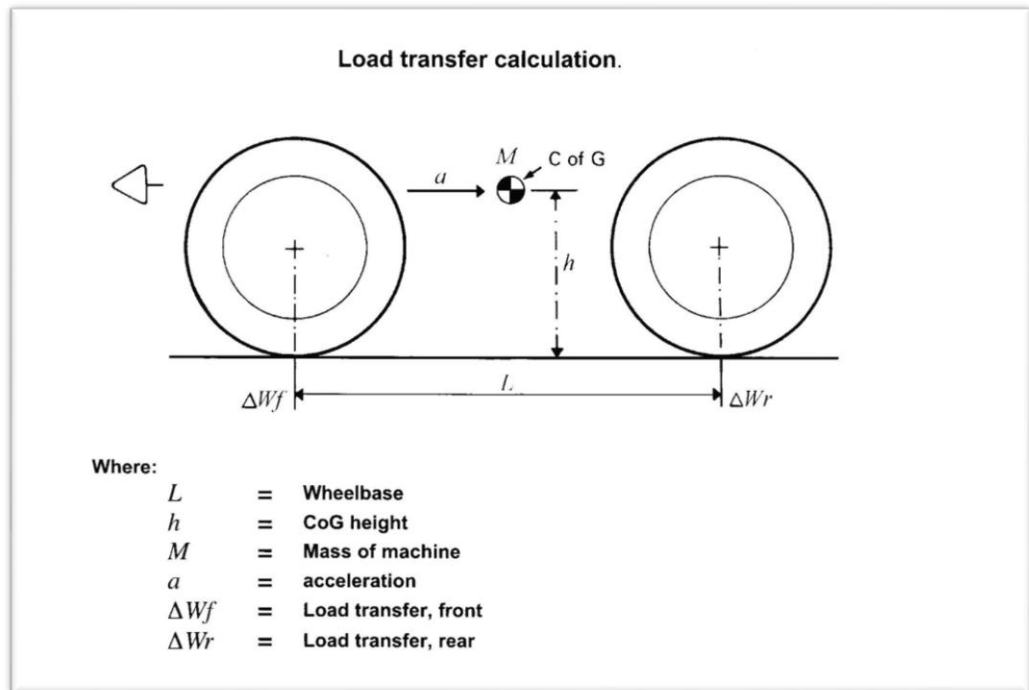 Load transfer calculation.
M C of G
a
h
L
ΔWf ΔWr
Where:
L = Wheelbase
h = CoG height
M = Mass of machine
a = acceleration
ΔWf = Load transfer, front
ΔWr = Load transfer, rear